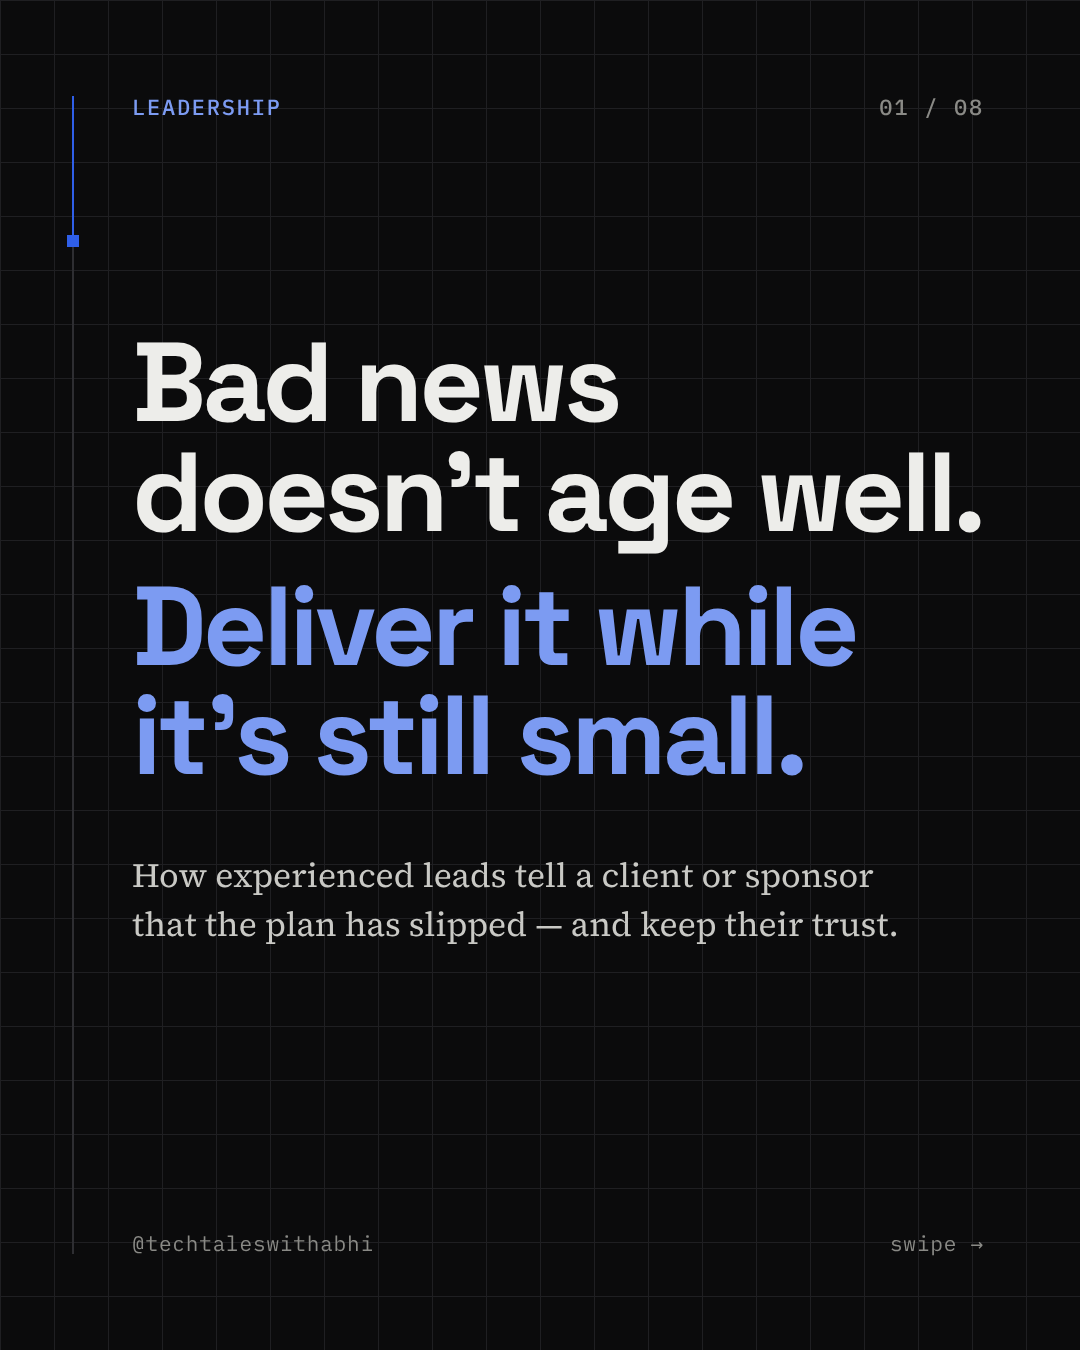 LEADERSHIP
01 / 08
Bad news
doesn’t age well.
Deliver it while
it’s still small.
How experienced leads tell a client or sponsor
that the plan has slipped — and keep their trust.
@techtaleswithabhi
swipe →